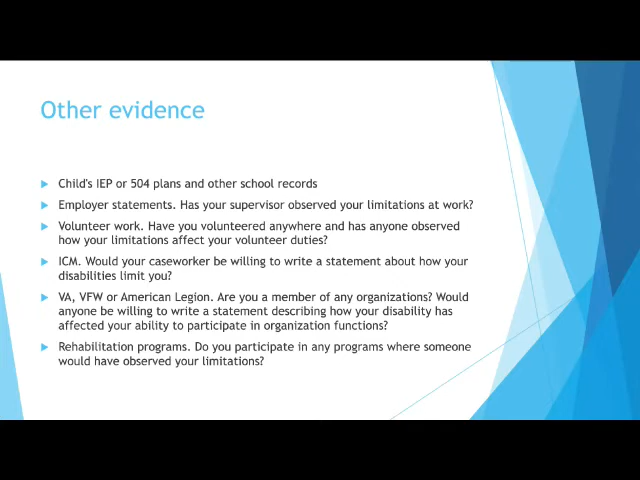 Other evidence
Child's IEP or 504 plans and other school records
Employer statements. Has your supervisor observed your limitations at work?
Volunteer work. Have you volunteered anywhere and has anyone observed
how your limitations affect your volunteer duties?
ICM. Would your caseworker be willing to write a statement about how your
disabilities limit you?
VA, VFW or American Legion. Are you a member of any organizations? Would
anyone be willing to write a statement describing how your disability has
affected your ability to participate in organization functions?
Rehabilitation programs. Do you participate in any programs where someone
would have observed your limitations?